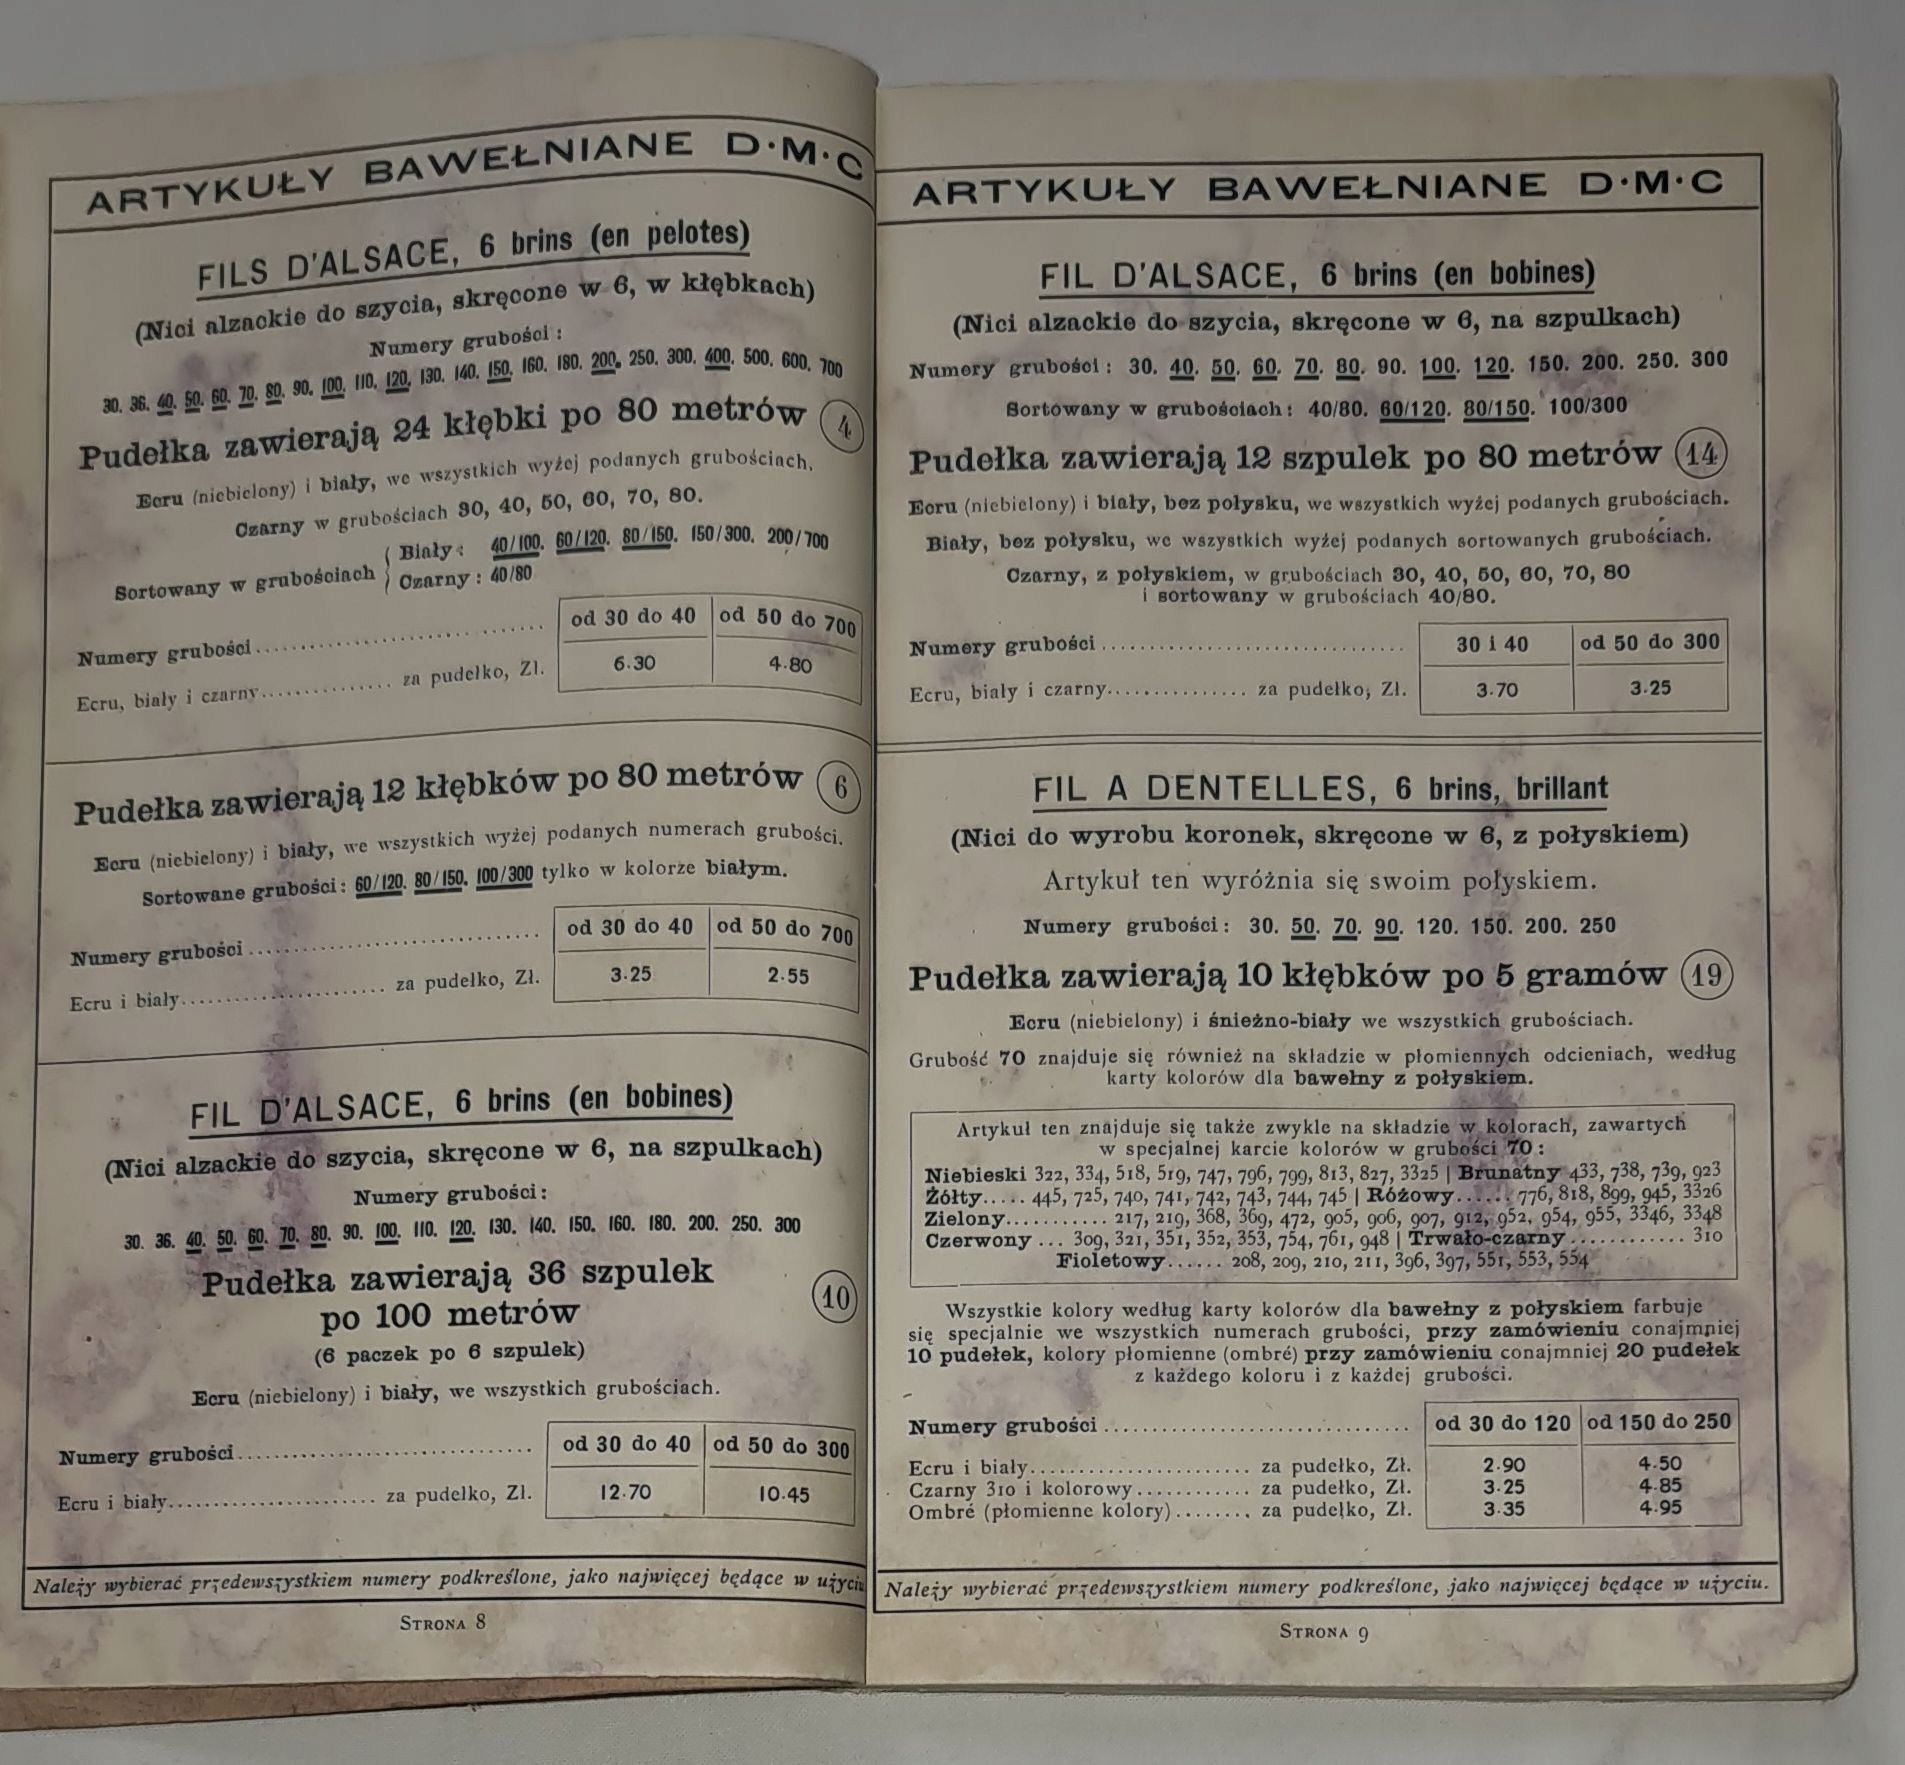 ARTYKUŁY BAWEŁNIANE D·M·C
FILS D'ALSACE, 6 brins (en pelotes)
(Nici alzackie do szycia, skręcone w 6, w kłębkach)
Numery grubości :
30. 36. 40. 50. 60. 70. 80. 90. 100. 110. 120. 130. 140. 150. 160. 180. 200. 250. 300. 400. 500. 600. 700
Pudełka zawierają 24 kłębki po 80 metrów 4
Ecru (niebielony) i biały, we wszystkich wyżej podanych grubościach.
Czarny w grubościach 30, 40, 50, 60, 70, 80.
Sortowany w grubościach { Biały : 40/100. 60/120. 80/150. 150/300. 200/700
Czarny : 40/80
Numery grubości .............................. od 30 do 40 | od 50 do 700
Ecru, biały i czarny............... za pudełko, Zł. 6·30 4·80
Pudełka zawierają 12 kłębków po 80 metrów 6
Ecru (niebielony) i biały, we wszystkich wyżej podanych numerach grubości.
Sortowane grubości : 60/120. 80/150. 100/300 tylko w kolorze białym.
Numery grubości .............................. od 30 do 40 | od 50 do 700
Ecru i biały...................... za pudełko, Zł. 3·25 2·55
FIL D'ALSACE, 6 brins (en bobines)
(Nici alzackie do szycia, skręcone w 6, na szpulkach)
Numery grubości :
30. 36. 40. 50. 60. 70. 80. 90. 100. 110. 120. 130. 140. 150. 160. 180. 200. 250. 300
Pudełka zawierają 36 szpulek
po 100 metrów 10
(6 paczek po 6 szpulek)
Ecru (niebielony) i biały, we wszystkich grubościach.
Numery grubości .............................. od 30 do 40 | od 50 do 300
Ecru i biały...................... za pudełko, Zł. 12·70 10·45
Należy wybierać przedewszystkiem numery podkreślone, jako najwięcej będące w użyciu
STRONA 8
ARTYKUŁY BAWEŁNIANE D·M·C
FIL D'ALSACE, 6 brins (en bobines)
(Nici alzackie do szycia, skręcone w 6, na szpulkach)
Numery grubości : 30. 40. 50. 60. 70. 80. 90. 100. 120. 150. 200. 250. 300
Sortowany w grubościach : 40/80. 60/120. 80/150. 100/300
Pudełka zawierają 12 szpulek po 80 metrów 14
Ecru (niebielony) i biały, bez połysku, we wszystkich wyżej podanych grubościach.
Biały, bez połysku, we wszystkich wyżej podanych sortowanych grubościach.
Czarny, z połyskiem, w grubościach 30, 40, 50, 60, 70, 80
i sortowany w grubościach 40/80.
Numery grubości .............................. 30 i 40 | od 50 do 300
Ecru, biały i czarny............... za pudełko, Zł. 3·70 3·25
FIL A DENTELLES, 6 brins, brillant
(Nici do wyrobu koronek, skręcone w 6, z połyskiem)
Artykuł ten wyróżnia się swoim połyskiem.
Numery grubości : 30. 50. 70. 90. 120. 150. 200. 250
Pudełka zawierają 10 kłębków po 5 gramów 19
Ecru (niebielony) i śnieżno-biały we wszystkich grubościach.
Grubość 70 znajduje się również na składzie w płomiennych odcieniach, według
karty kolorów dla bawełny z połyskiem.
Artykuł ten znajduje się także zwykle na składzie w kolorach, zawartych
w specjalnej karcie kolorów w grubości 70 :
Niebieski 322, 334, 518, 519, 747, 796, 799, 813, 827, 3325 | Brunatny 433, 738, 739, 923
Żółty..... 445, 725, 740, 741, 742, 743, 744, 745 | Różowy...... 776, 818, 899, 945, 3326
Zielony........... 217, 219, 368, 369, 472, 905, 906, 907, 912, 952, 954, 955, 3346, 3348
Czerwony ... 309, 321, 351, 352, 353, 754, 761, 948 | Trwało-czarny ............ 310
Fioletowy...... 208, 209, 210, 211, 396, 397, 551, 553, 554
Wszystkie kolory według karty kolorów dla bawełny z połyskiem farbuje
się specjalnie we wszystkich numerach grubości, przy zamówieniu conajmniej
10 pudełek, kolory płomienne (ombré) przy zamówieniu conajmniej 20 pudełek
z każdego koloru i z każdej grubości.
Numery grubości .............................. od 30 do 120 | od 150 do 250
Ecru i biały...................... za pudełko, Zł. 2·90 4·50
Czarny 310 i kolorowy............ za pudełko, Zł. 3·25 4·85
Ombré (płomienne kolory)........ za pudełko, Zł. 3·35 4·95
Należy wybierać przedewszystkiem numery podkreślone, jako najwięcej będące w użyciu.
STRONA 9